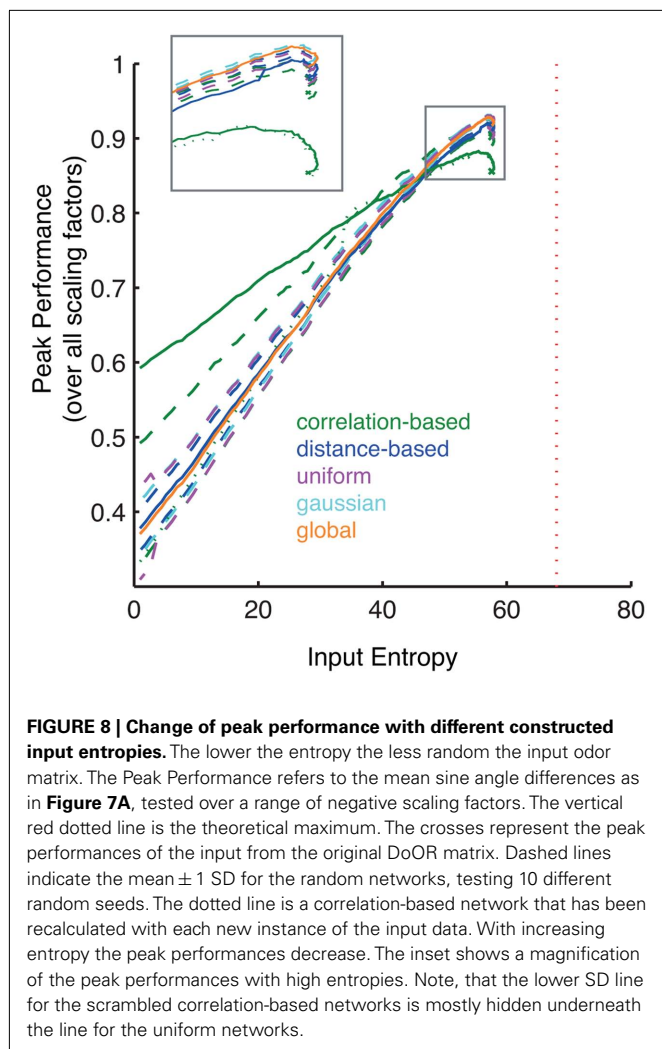 1
0.9
0.8
0.7
0.6
0.5
0.4
Peak Performance
(over all scaling factors)
correlation-based
distance-based
uniform
gaussian
global
0 20 40 60 80
Input Entropy
FIGURE 8 | Change of peak performance with different constructed
input entropies. The lower the entropy the less random the input odor
matrix. The Peak Performance refers to the mean sine angle differences as
in Figure 7A, tested over a range of negative scaling factors. The vertical
red dotted line is the theoretical maximum. The crosses represent the peak
performances of the input from the original DoOR matrix. Dashed lines
indicate the mean ± 1 SD for the random networks, testing 10 different
random seeds. The dotted line is a correlation-based network that has been
recalculated with each new instance of the input data. With increasing
entropy the peak performances decrease. The inset shows a magnification
of the peak performances with high entropies. Note, that the lower SD line
for the scrambled correlation-based networks is mostly hidden underneath
the line for the uniform networks.